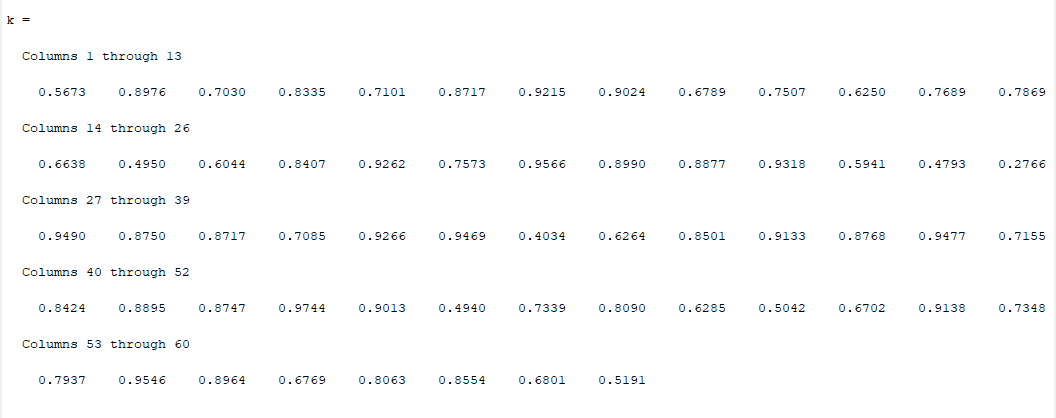 k =
Columns 1 through 13
0.5673 0.8976 0.7030 0.8335 0.7101 0.8717 0.9215 0.9024 0.6789 0.7507 0.6250 0.7689 0.7869
Columns 14 through 26
0.6638 0.4950 0.6044 0.8407 0.9262 0.7573 0.9566 0.8990 0.8877 0.9318 0.5941 0.4793 0.2766
Columns 27 through 39
0.9490 0.8750 0.8717 0.7085 0.9266 0.9469 0.4034 0.6264 0.8501 0.9133 0.8768 0.9477 0.7155
Columns 40 through 52
0.8424 0.8895 0.8747 0.9744 0.9013 0.4940 0.7339 0.8090 0.6285 0.5042 0.6702 0.9138 0.7348
Columns 53 through 60
0.7937 0.9546 0.8964 0.6769 0.8063 0.8554 0.6801 0.5191